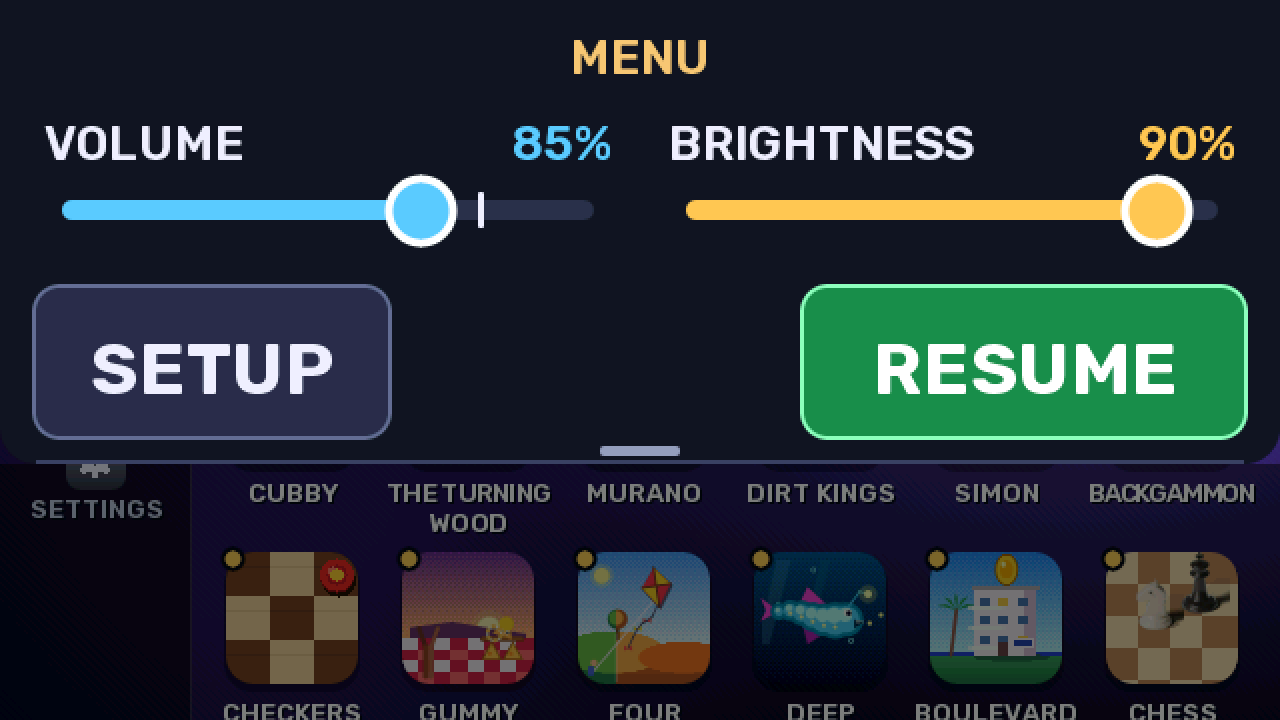 MENU
VOLUME 85% BRIGHTNESS 90%
SETUP RESUME
SETTINGS
CUBBY THE TURNING WOOD MURANO DIRT KINGS SIMON BACKGAMMON
CHECKERS GUMMY FOUR DEEP BOULEVARD CHESS